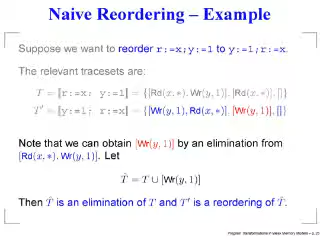 Naive Reordering – Example
Suppose we want to reorder r:=x;y:=1 to y:=1;r:=x.
The relevant tracesets are:
T = ⟦r:=x; y:=1⟧ = {[Rd(x,*),Wr(y,1)],[Rd(x,*)],[]}
T′ = ⟦y:=1; r:=x⟧ = {[Wr(y,1),Rd(x,*)],[Wr(y,1)],[]}
Note that we can obtain [Wr(y,1)] by an elimination from
[Rd(x,*),Wr(y,1)]. Let
T̂ = T ∪ [Wr(y,1)]
Then T̂ is an elimination of T and T′ is a reordering of T̂.
Program Transformations in Weak Memory Models – p.